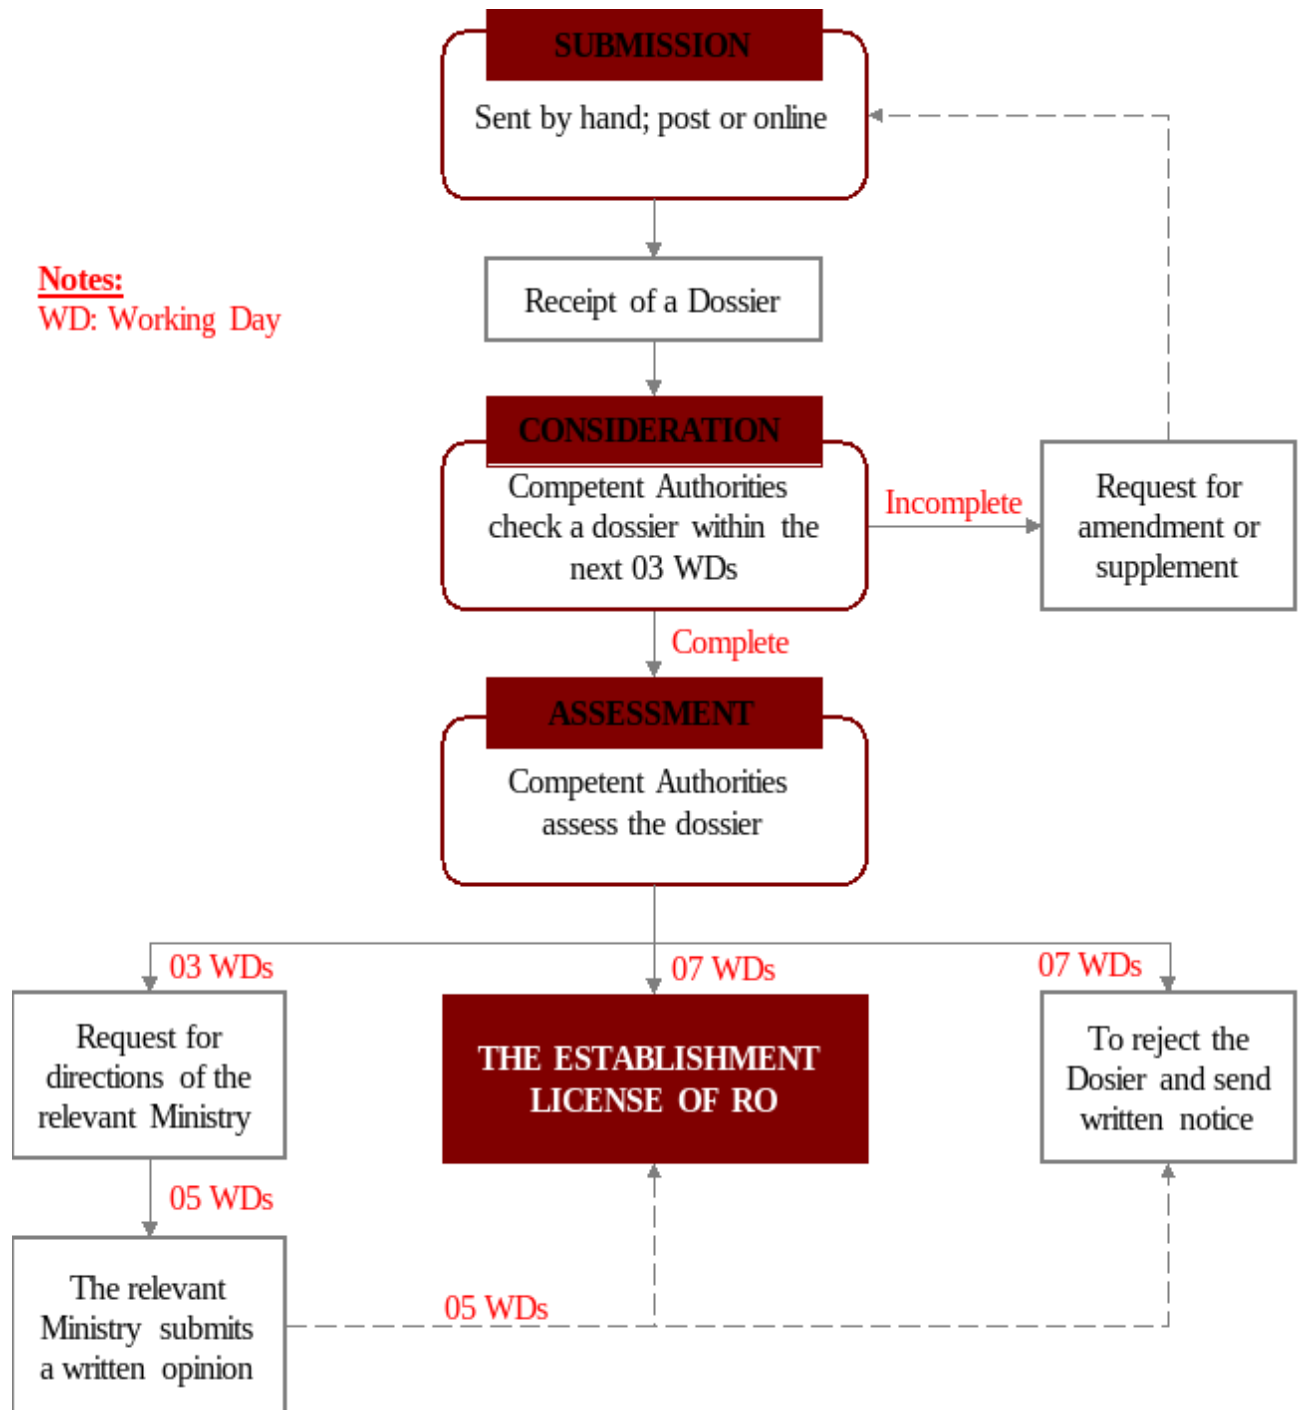 SUBMISSION
Sent by hand; post or online
Notes:
WD: Working Day
Receipt of a Dossier
CONSIDERATION
Competent Authorities
check a dossier within the
next 03 WDs
Incomplete
Request for
amendment or
supplement
Complete
ASSESSMENT
Competent Authorities
assess the dossier
03 WDs
07 WDs
07 WDs
Request for
directions of the
relevant Ministry
THE ESTABLISHMENT
LICENSE OF RO
To reject the
Dosier and send
written notice
05 WDs
The relevant
Ministry submits
a written opinion
05 WDs